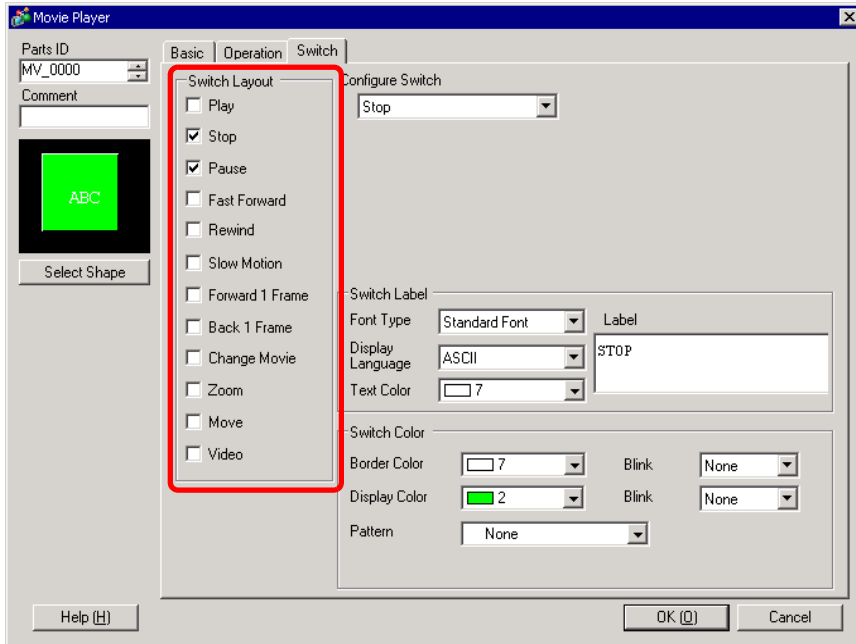 Movie Player
Parts ID
MV_0000
Comment
ABC
Select Shape
Basic
Operation
Switch
Switch Layout
Play
Stop
Pause
Fast Forward
Rewind
Slow Motion
Forward 1 Frame
Back 1 Frame
Change Movie
Zoom
Move
Video
Configure Switch
Stop
Switch Label
Font Type
Standard Font
Label
Display
Language
ASCII
STOP
Text Color
7
Switch Color
Border Color
7
Blink
None
Display Color
2
Blink
None
Pattern
None
Help (H)
OK (O)
Cancel